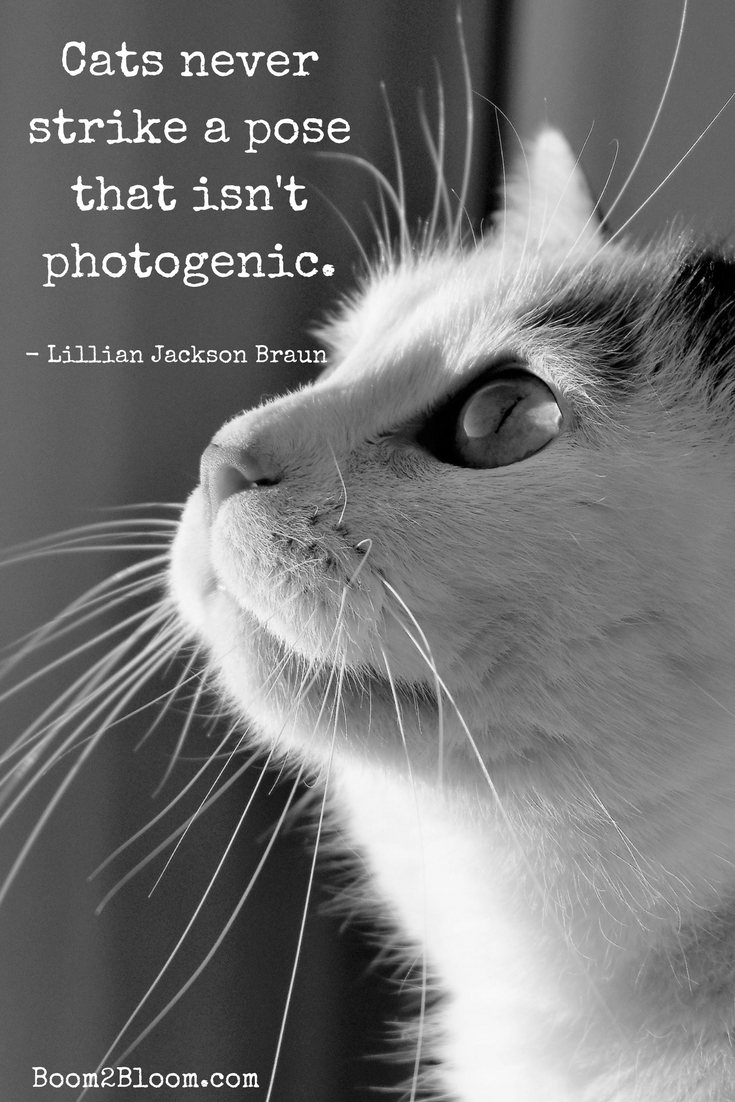 Cats never
strike a pose
that isn't
photogenic.
- Lillian Jackson Braun
Boom2Bloom.com